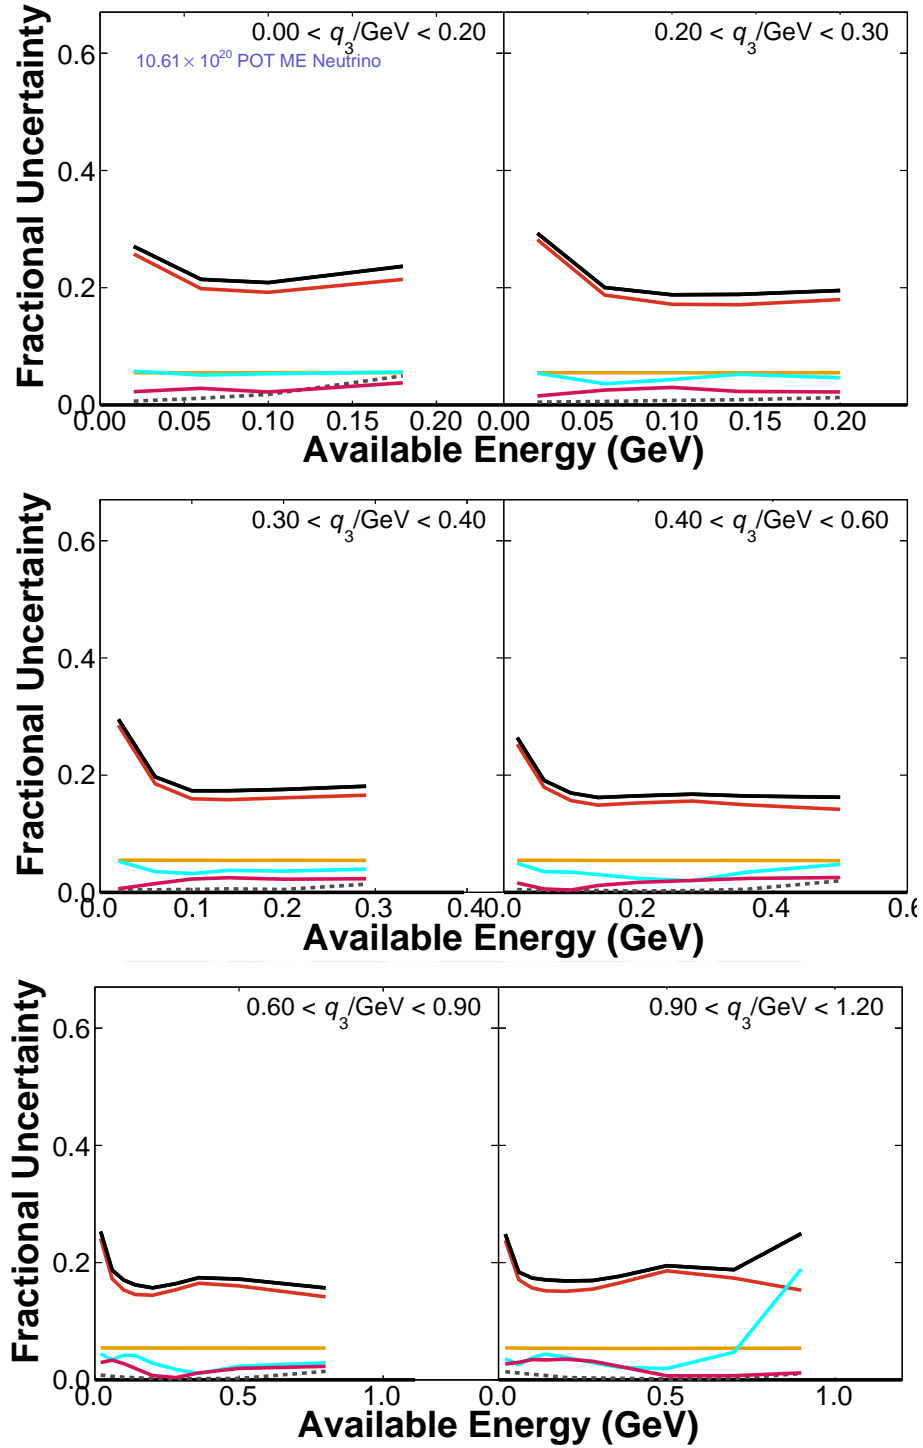 Fractional Uncertainty
0.00 < q3/GeV < 0.20
10.61 × 10^20 POT ME Neutrino
0.20 < q3/GeV < 0.30
0.6
0.4
0.2
0.0
0.00 0.05 0.10 0.15 0.20
0.00 0.05 0.10 0.15 0.20
Available Energy (GeV)
Fractional Uncertainty
0.30 < q3/GeV < 0.40
0.40 < q3/GeV < 0.60
0.6
0.4
0.2
0.0
0.0 0.1 0.2 0.3 0.4
0.0 0.2 0.4 0.6
Available Energy (GeV)
Fractional Uncertainty
0.60 < q3/GeV < 0.90
0.90 < q3/GeV < 1.20
0.6
0.4
0.2
0.0
0.0 0.5 1.0
0.0 0.5 1.0
Available Energy (GeV)